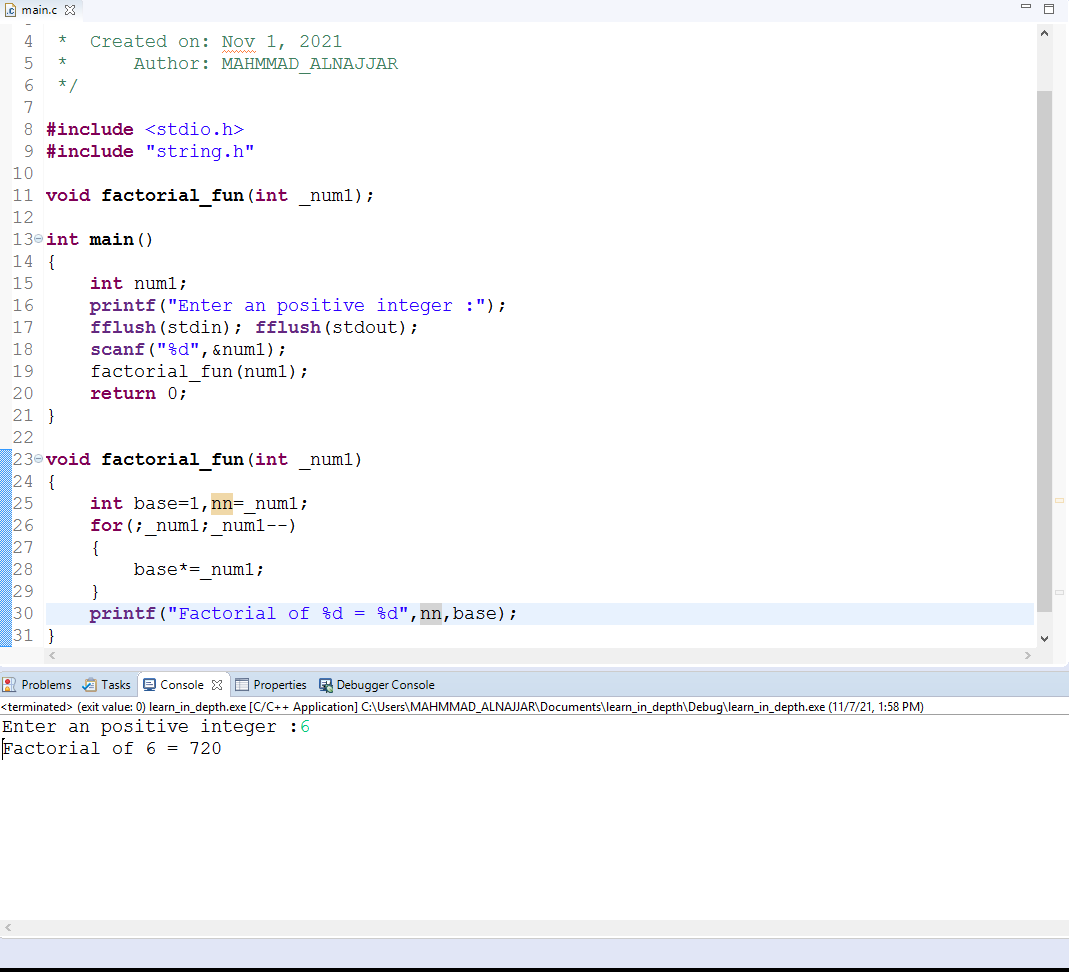 main.c
4  *  Created on: Nov 1, 2021
5  *      Author: MAHMMAD_ALNAJJAR
6  */
7
8 #include <stdio.h>
9 #include "string.h"
10
11 void factorial_fun(int _num1);
12
13 int main()
14 {
15     int num1;
16     printf("Enter an positive integer :");
17     fflush(stdin); fflush(stdout);
18     scanf("%d",&num1);
19     factorial_fun(num1);
20     return 0;
21 }
22
23 void factorial_fun(int _num1)
24 {
25     int base=1,nn=_num1;
26     for(;_num1;_num1--)
27     {
28         base*=_num1;
29     }
30     printf("Factorial of %d = %d",nn,base);
31 }
Problems Tasks Console Properties Debugger Console
<terminated> (exit value: 0) learn_in_depth.exe [C/C++ Application] C:\Users\MAHMMAD_ALNAJJAR\Documents\learn_in_depth\Debug\learn_in_depth.exe (11/7/21, 1:58 PM)
Enter an positive integer :6
Factorial of 6 = 720